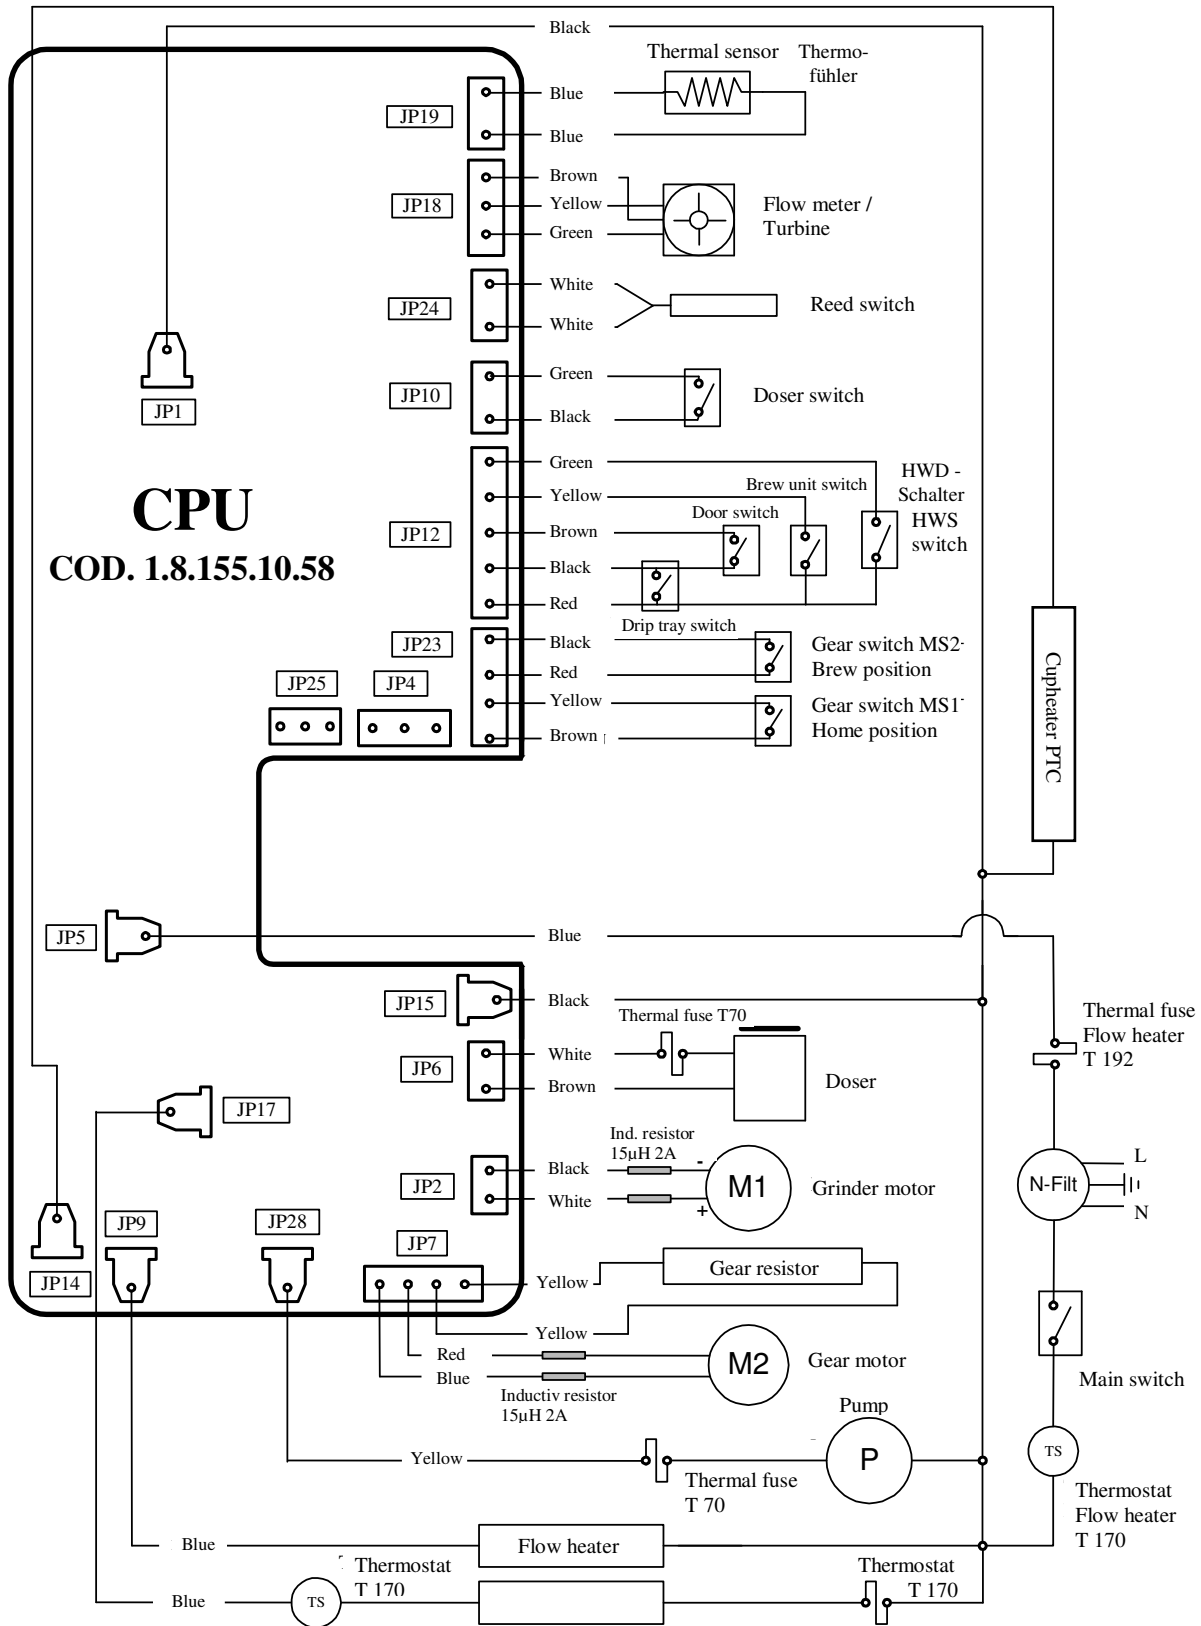 Black
Thermal sensor
Thermo-
fühler
Blue
JP19
Blue
Brown
JP18
Yellow
Green
Flow meter /
Turbine
White
JP24
White
Reed switch
Green
JP10
Black
Doser switch
JP1
Green
HWD -
Schalter
HWS
switch
Brew unit switch
Yellow
Door switch
CPU
COD. 1.8.155.10.58
JP12
Brown
Black
Red
Drip tray switch
JP23
Black
Gear switch MS2-
Brew position
Red
JP25
JP4
Yellow
Gear switch MS1-
Home position
Brown
Cupheater PTC
JP5
Blue
JP15
Black
Thermal fuse
Flow heater
T 192
Thermal fuse T70
White
JP6
Brown
Doser
JP17
Ind. resistor
15µH 2A
Black
-
JP2
M1
Grinder motor
White
+
L
N-Filt
N
JP9
JP28
JP7
JP14
Yellow
Gear resistor
Yellow
Red
M2
Gear motor
Blue
Inductiv resistor
15µH 2A
Main switch
Pump
Yellow
P
TS
Thermal fuse
T 70
Thermostat
Flow heater
T 170
Blue
Flow heater
Thermostat
T 170
Thermostat
T 170
Blue
TS